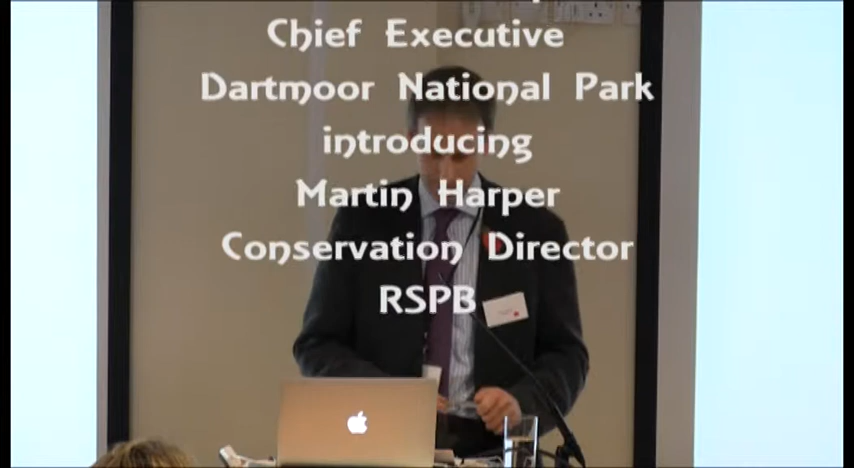 Chief Executive
Dartmoor National Park
introducing
Martin Harper
Conservation Director
RSPB